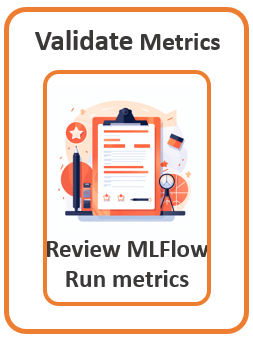 Validate Metrics
Review MLFlow
Run metrics